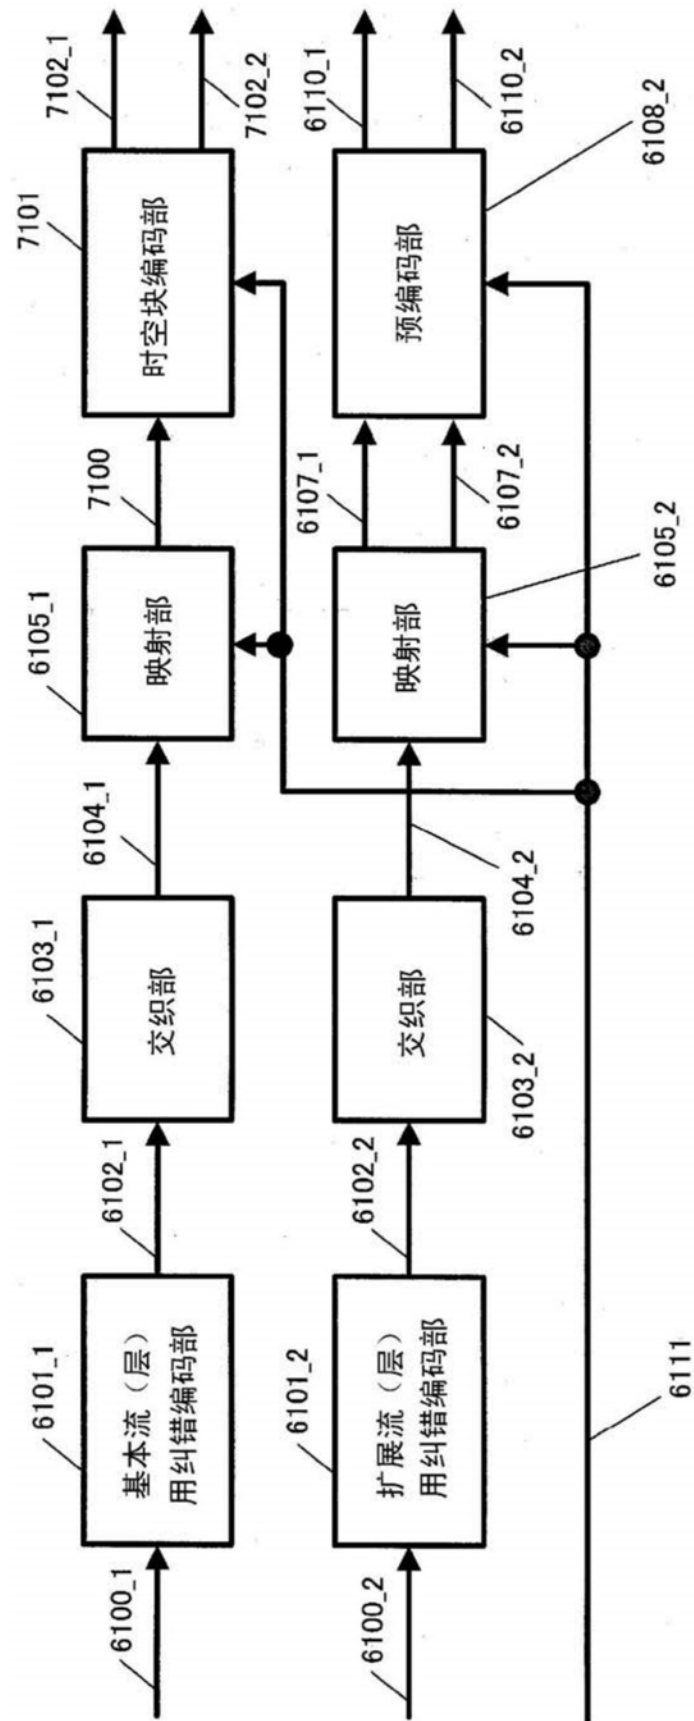 6100_1
6101_1
基本流（层）
用纠错编码部
6102_1
6103_1
交织部
6104_1
6105_1
映射部
7100
7101
时空块编码部
7102_1
7102_2
6100_2
6101_2
扩展流（层）
用纠错编码部
6102_2
6103_2
交织部
6104_2
6105_2
映射部
6107_1
6107_2
6108_2
预编码部
6110_1
6110_2
6111